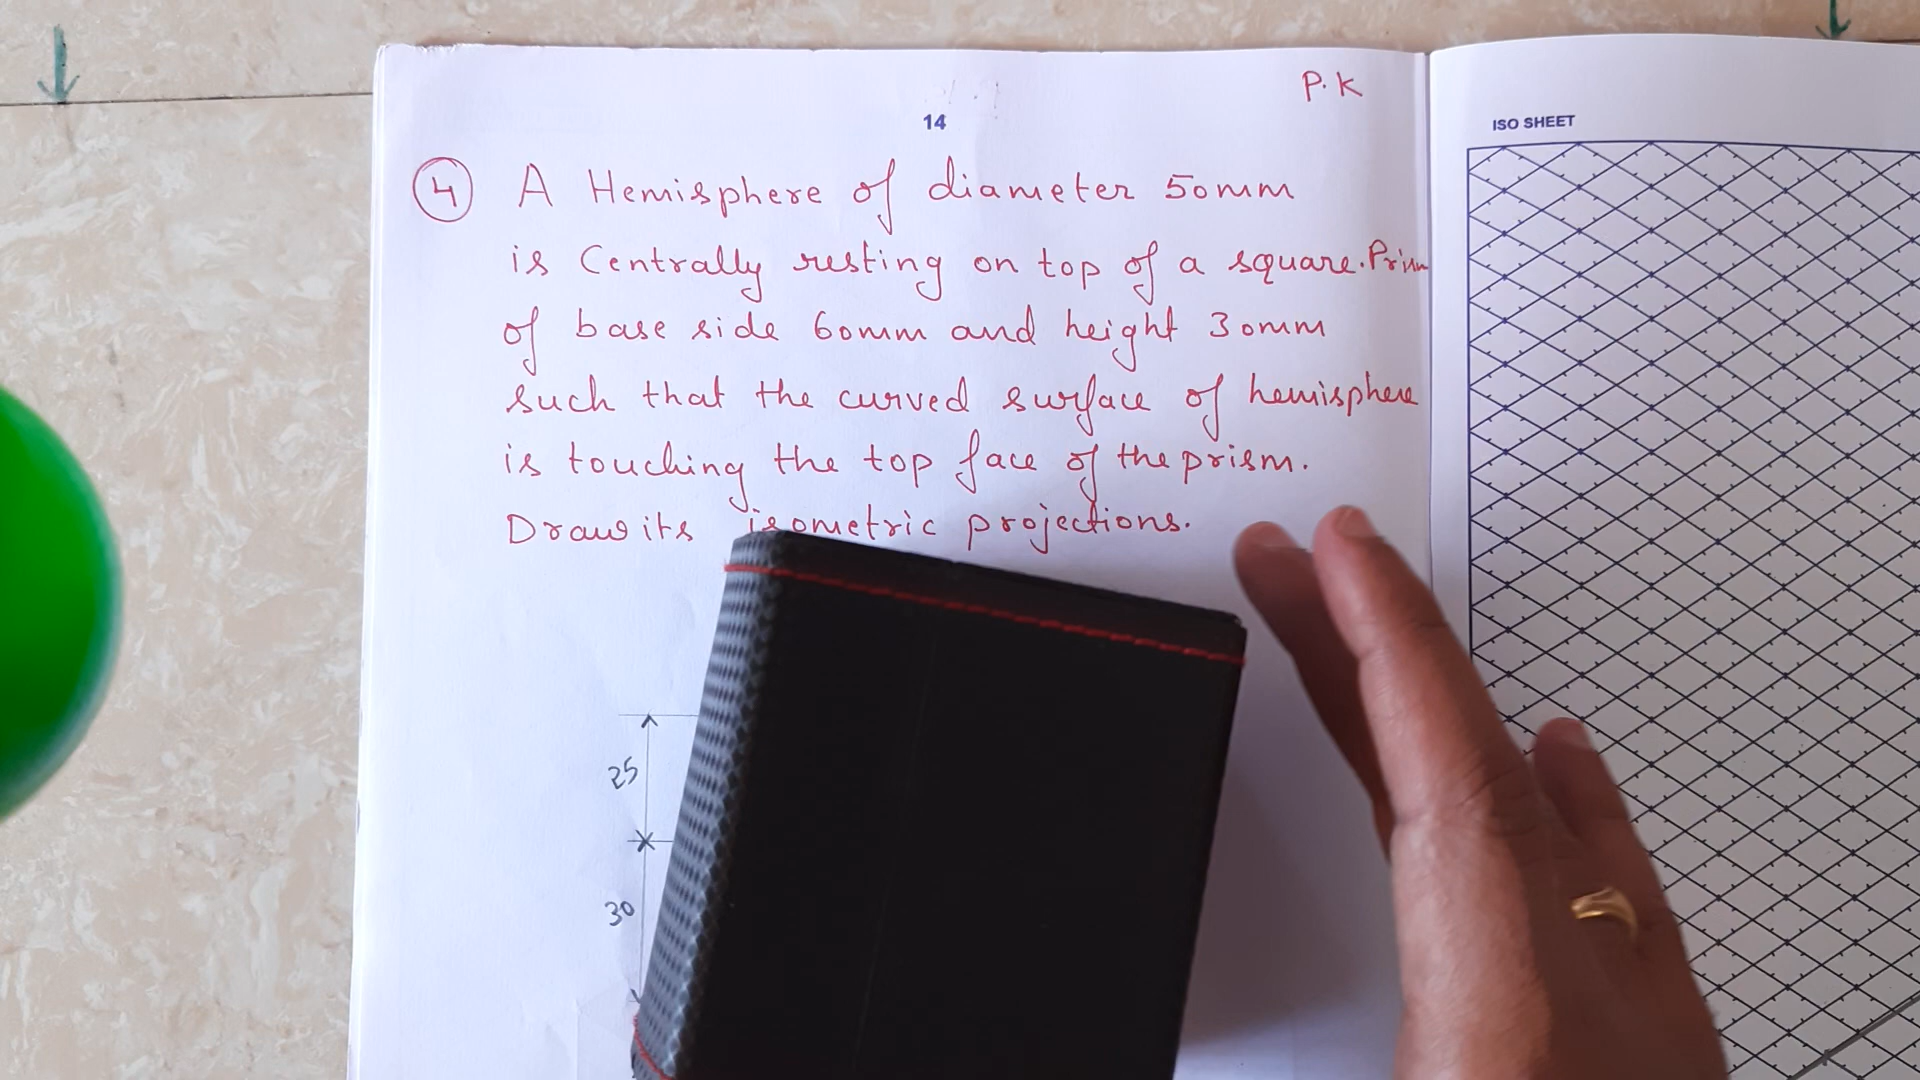 P.K
14
ISO SHEET
4 A Hemisphere of diameter 50mm
is Centrally resting on top of a square.Prism
of base side 60mm and height 30mm
such that the curved surface of hemisphere
is touching the top face of the prism.
Draw its isometric projections.
25
30